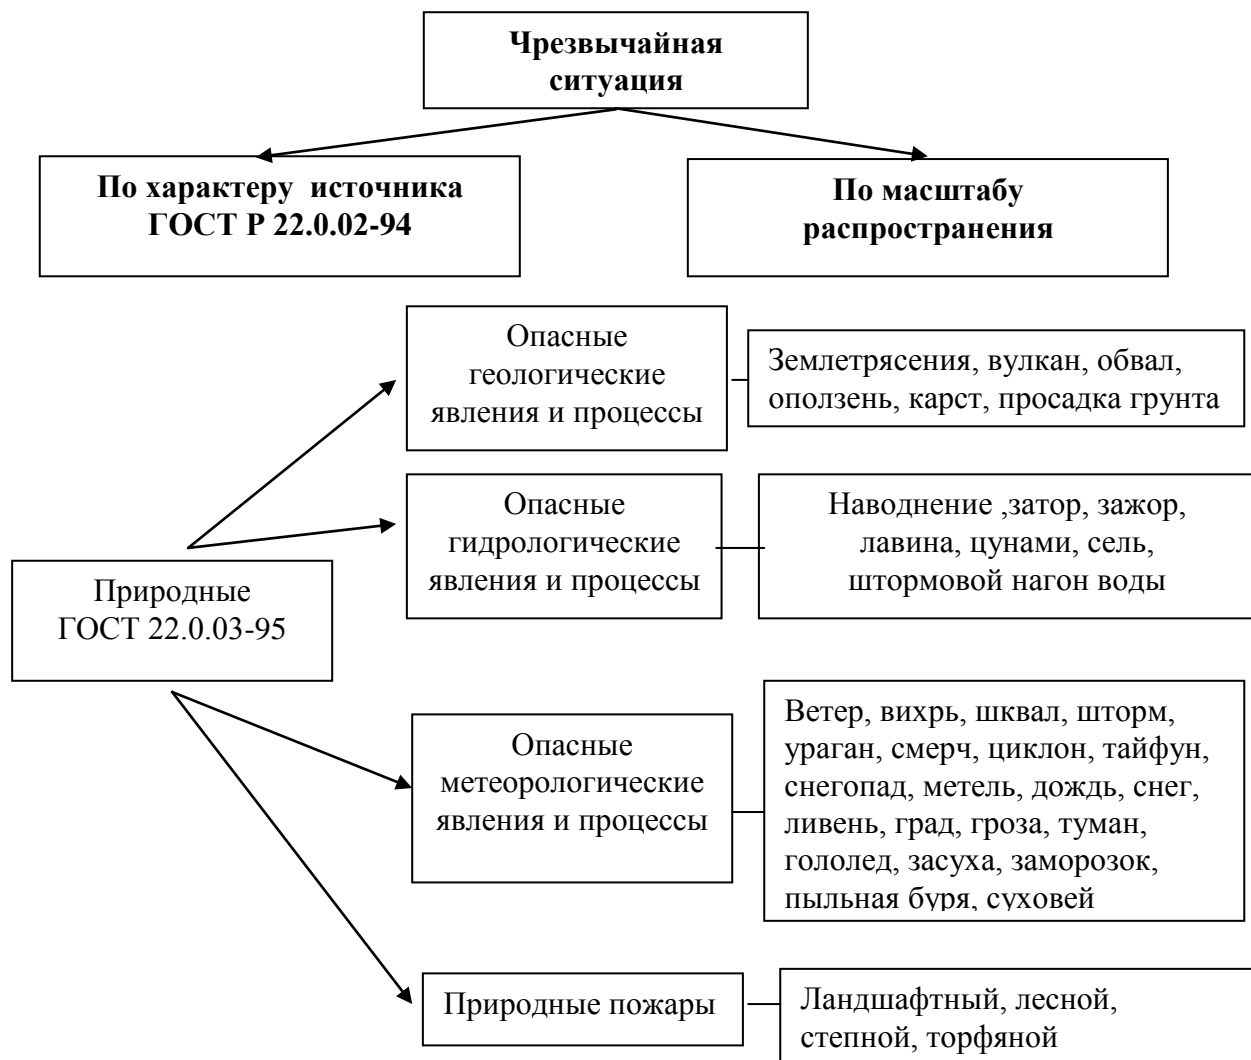 Чрезвычайная
ситуация
По характеру источника
ГОСТ Р 22.0.02-94
По масштабу
распространения
Опасные
геологические
явления и процессы
Землетрясения, вулкан, обвал,
оползень, карст, просадка грунта
Опасные
гидрологические
явления и процессы
Наводнение ,затор, зажор,
лавина, цунами, сель,
штормовой нагон воды
Природные
ГОСТ 22.0.03-95
Опасные
метеорологические
явления и процессы
Ветер, вихрь, шквал, шторм,
ураган, смерч, циклон, тайфун,
снегопад, метель, дождь, снег,
ливень, град, гроза, туман,
гололед, засуха, заморозок,
пыльная буря, суховей
Природные пожары
Ландшафтный, лесной,
степной, торфяной